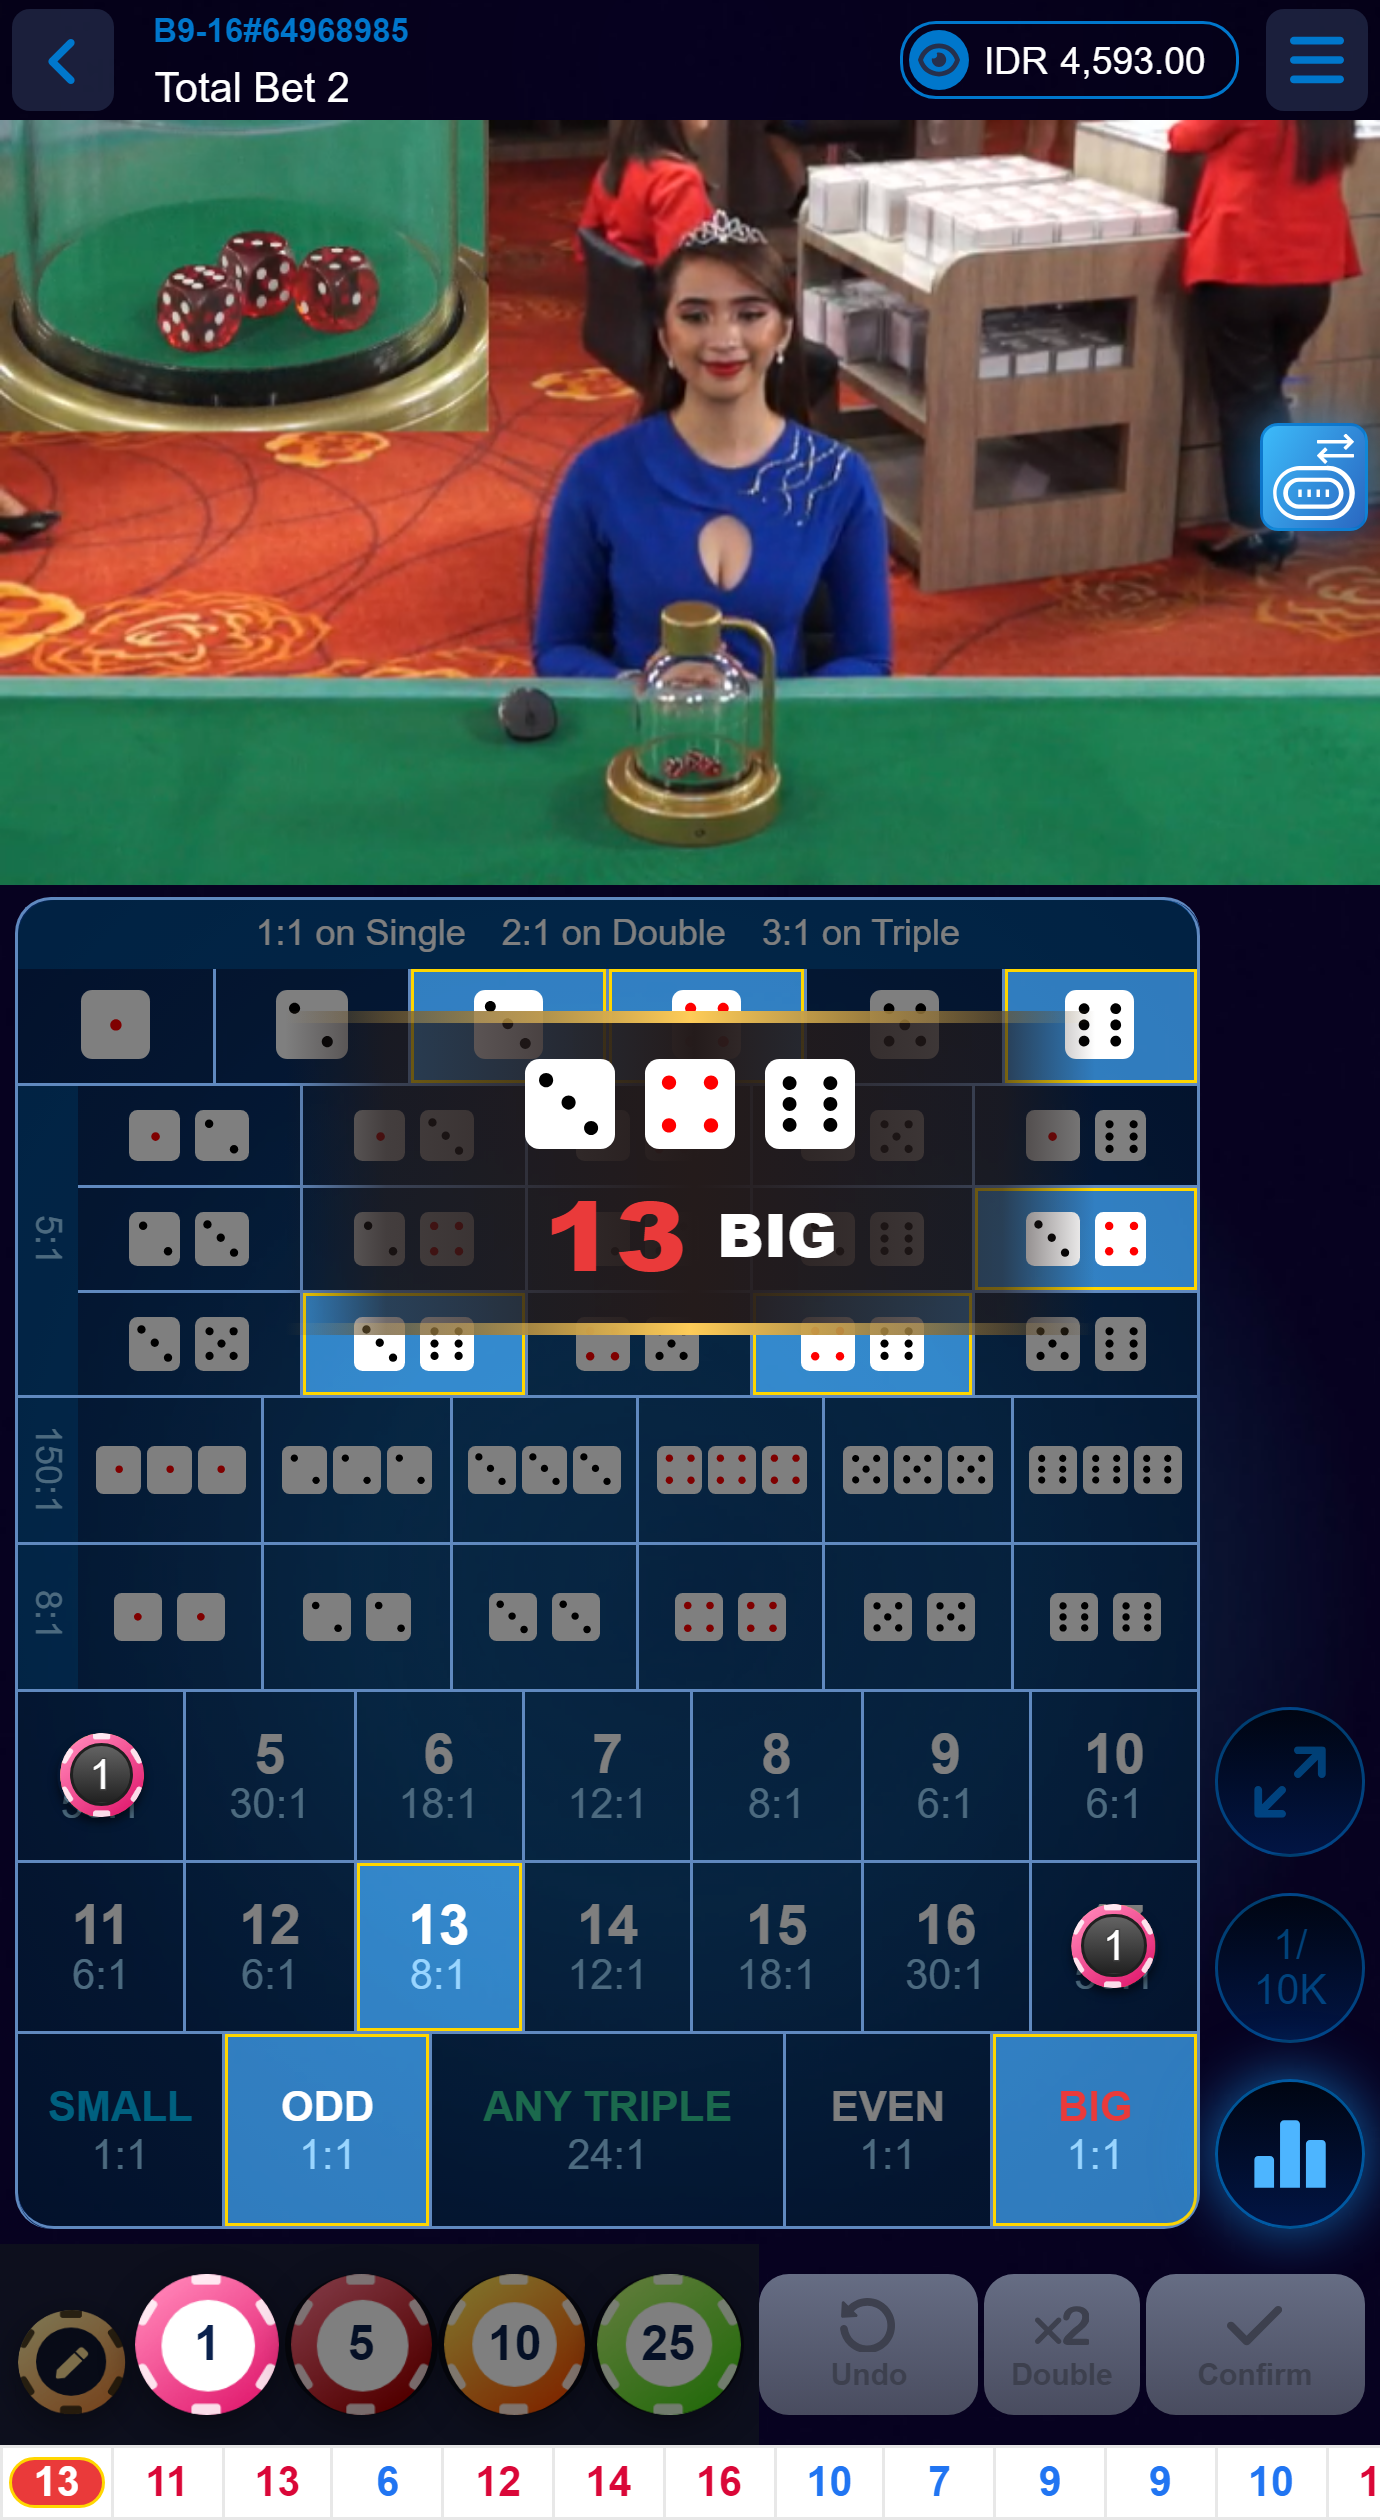 B9-16#64968985
Total Bet 2
IDR 4,593.00
1:1 on Single 2:1 on Double 3:1 on Triple
13 BIG
5:1
150:1
8:1
1
5 30:1
6 18:1
7 12:1
8 8:1
9 6:1
10 6:1
11 6:1
12 6:1
13 8:1
14 12:1
15 18:1
16 30:1
1
1/
10K
SMALL 1:1
ODD 1:1
ANY TRIPLE 24:1
EVEN 1:1
BIG 1:1
1 5 10 25
Undo
x2 Double
Confirm
13 11 13 6 12 14 16 10 7 9 9 10